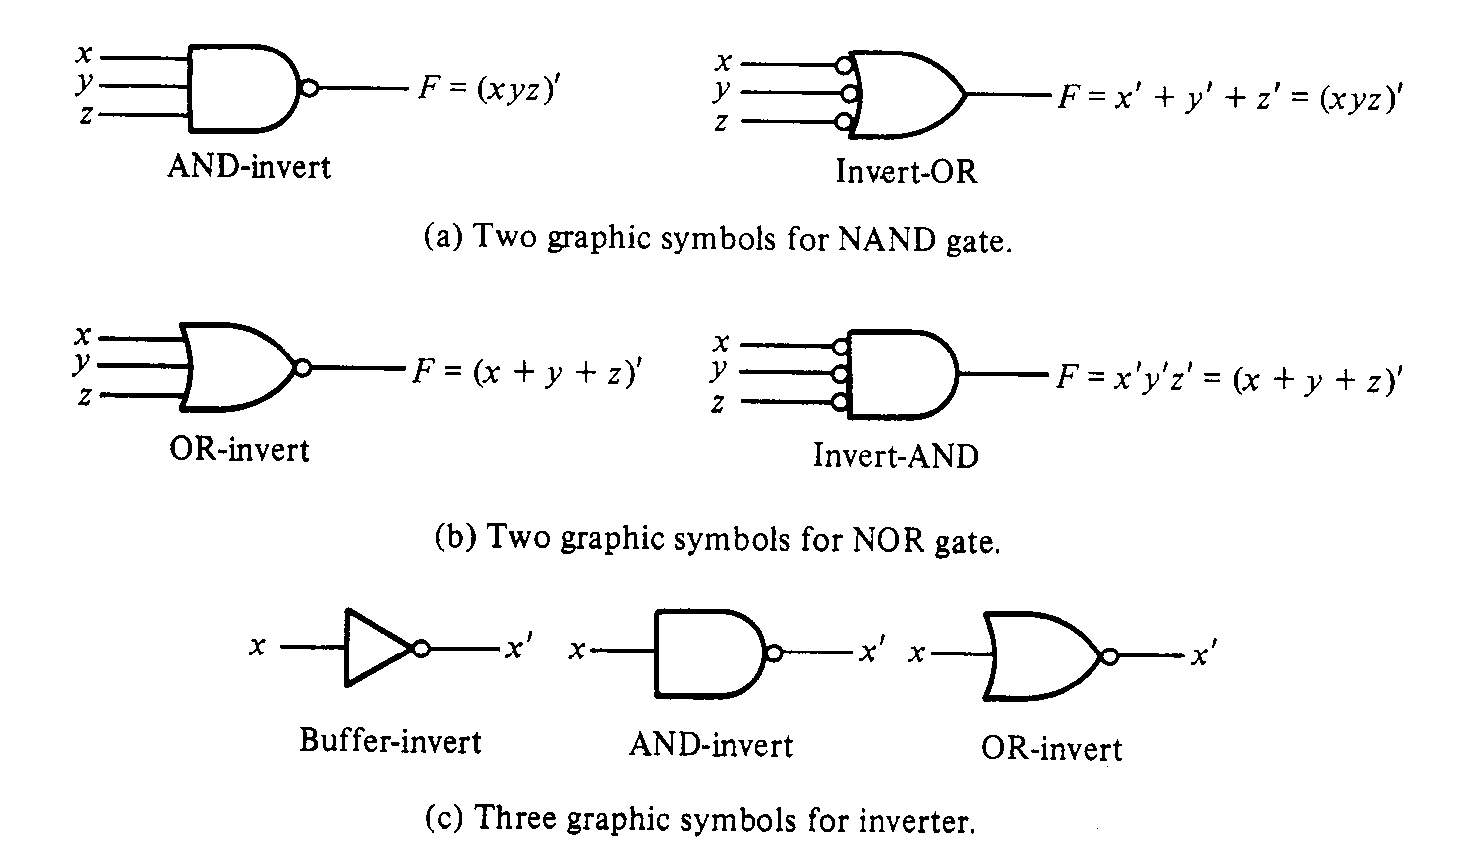 x
y
z
F = (xyz)′
AND-invert
x
y
z
F = x′ + y′ + z′ = (xyz)′
Invert-OR
(a) Two graphic symbols for NAND gate.
x
y
z
F = (x + y + z)′
OR-invert
x
y
z
F = x′y′z′ = (x + y + z)′
Invert-AND
(b) Two graphic symbols for NOR gate.
x
x′
Buffer-invert
x
x′
AND-invert
x
x′
OR-invert
(c) Three graphic symbols for inverter.